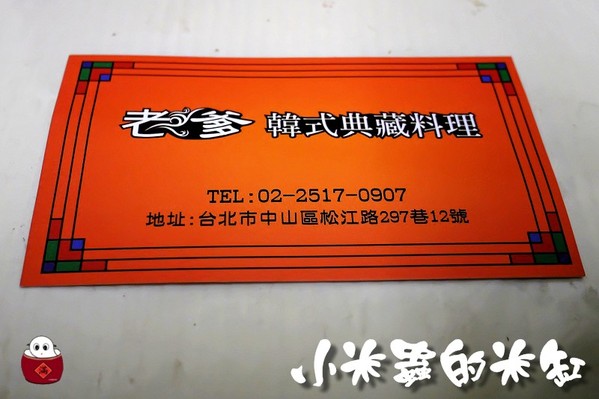 老爹 韓式典藏料理
TEL:02-2517-0907
地址:台北市中山區松江路297巷12號
小米蟲的米缸